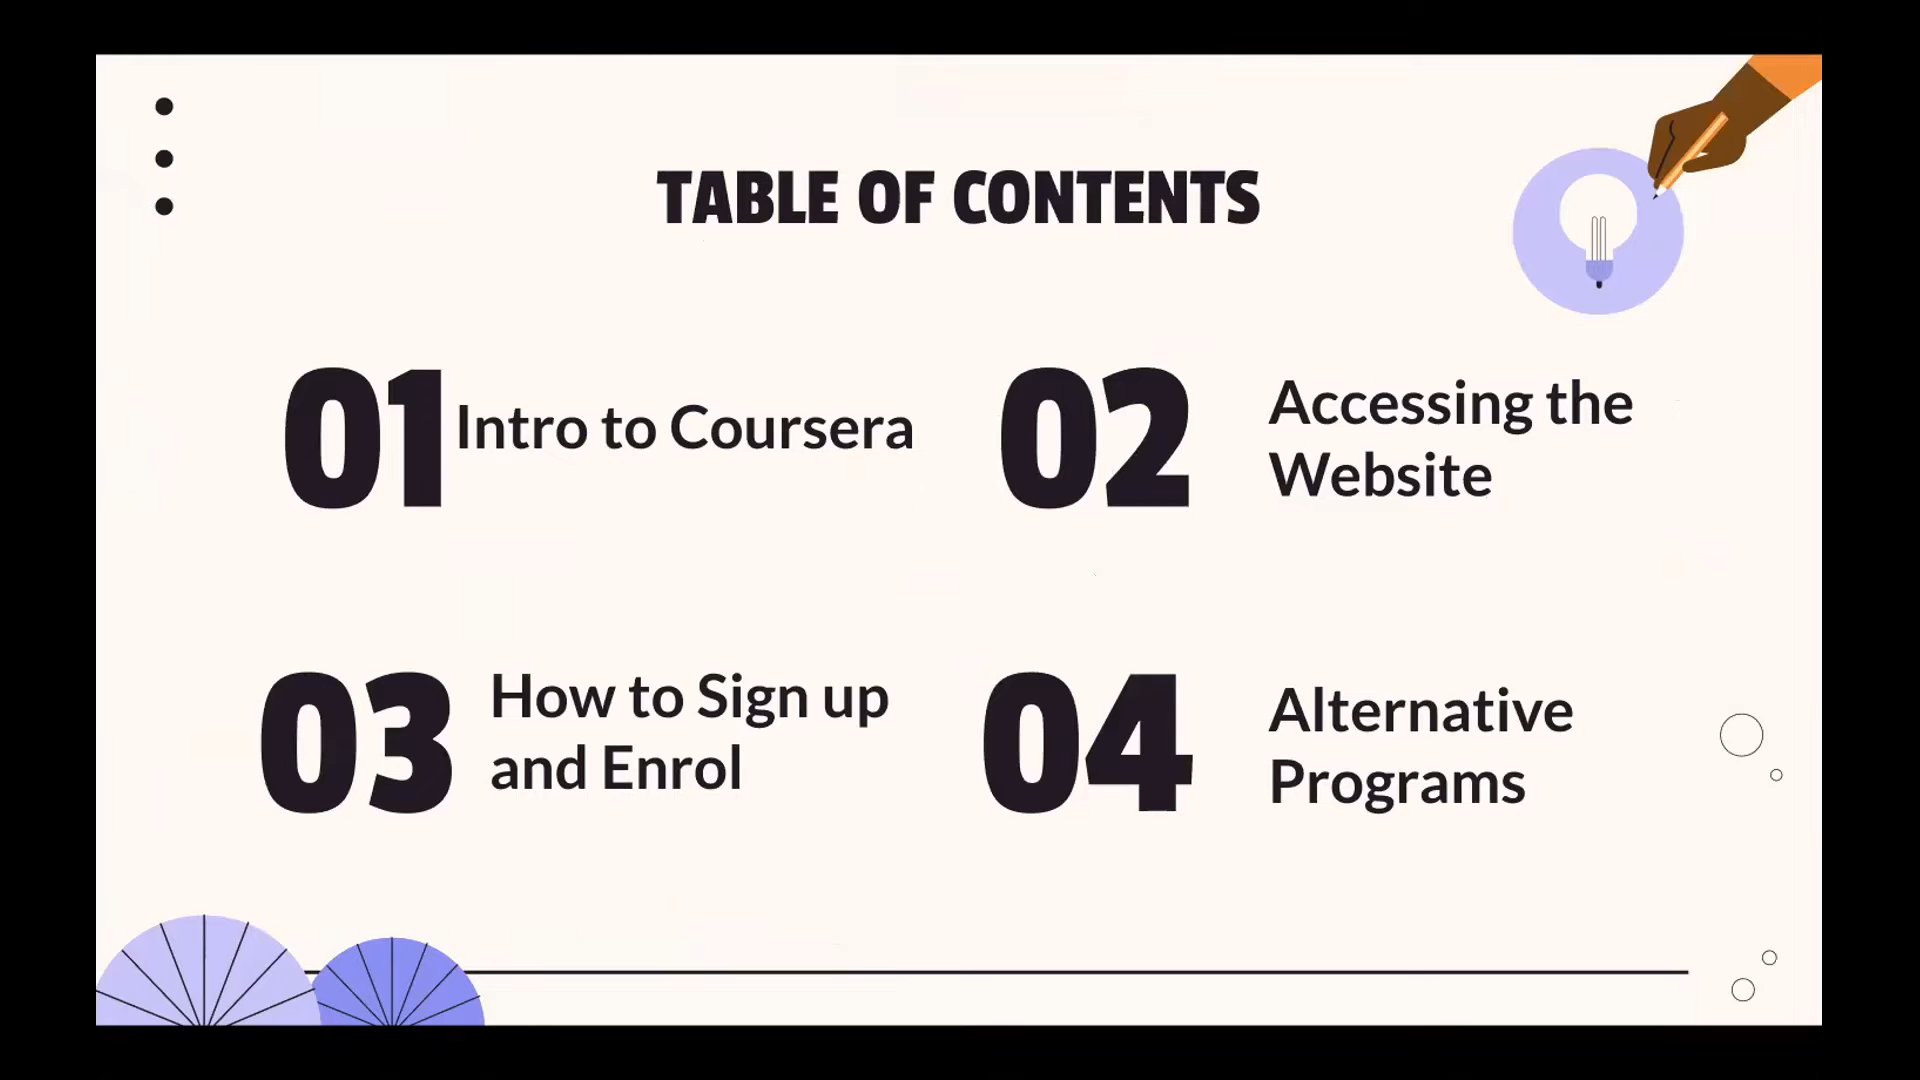 TABLE OF CONTENTS
01 Intro to Coursera
02 Accessing the
Website
03 How to Sign up
and Enrol
04 Alternative
Programs